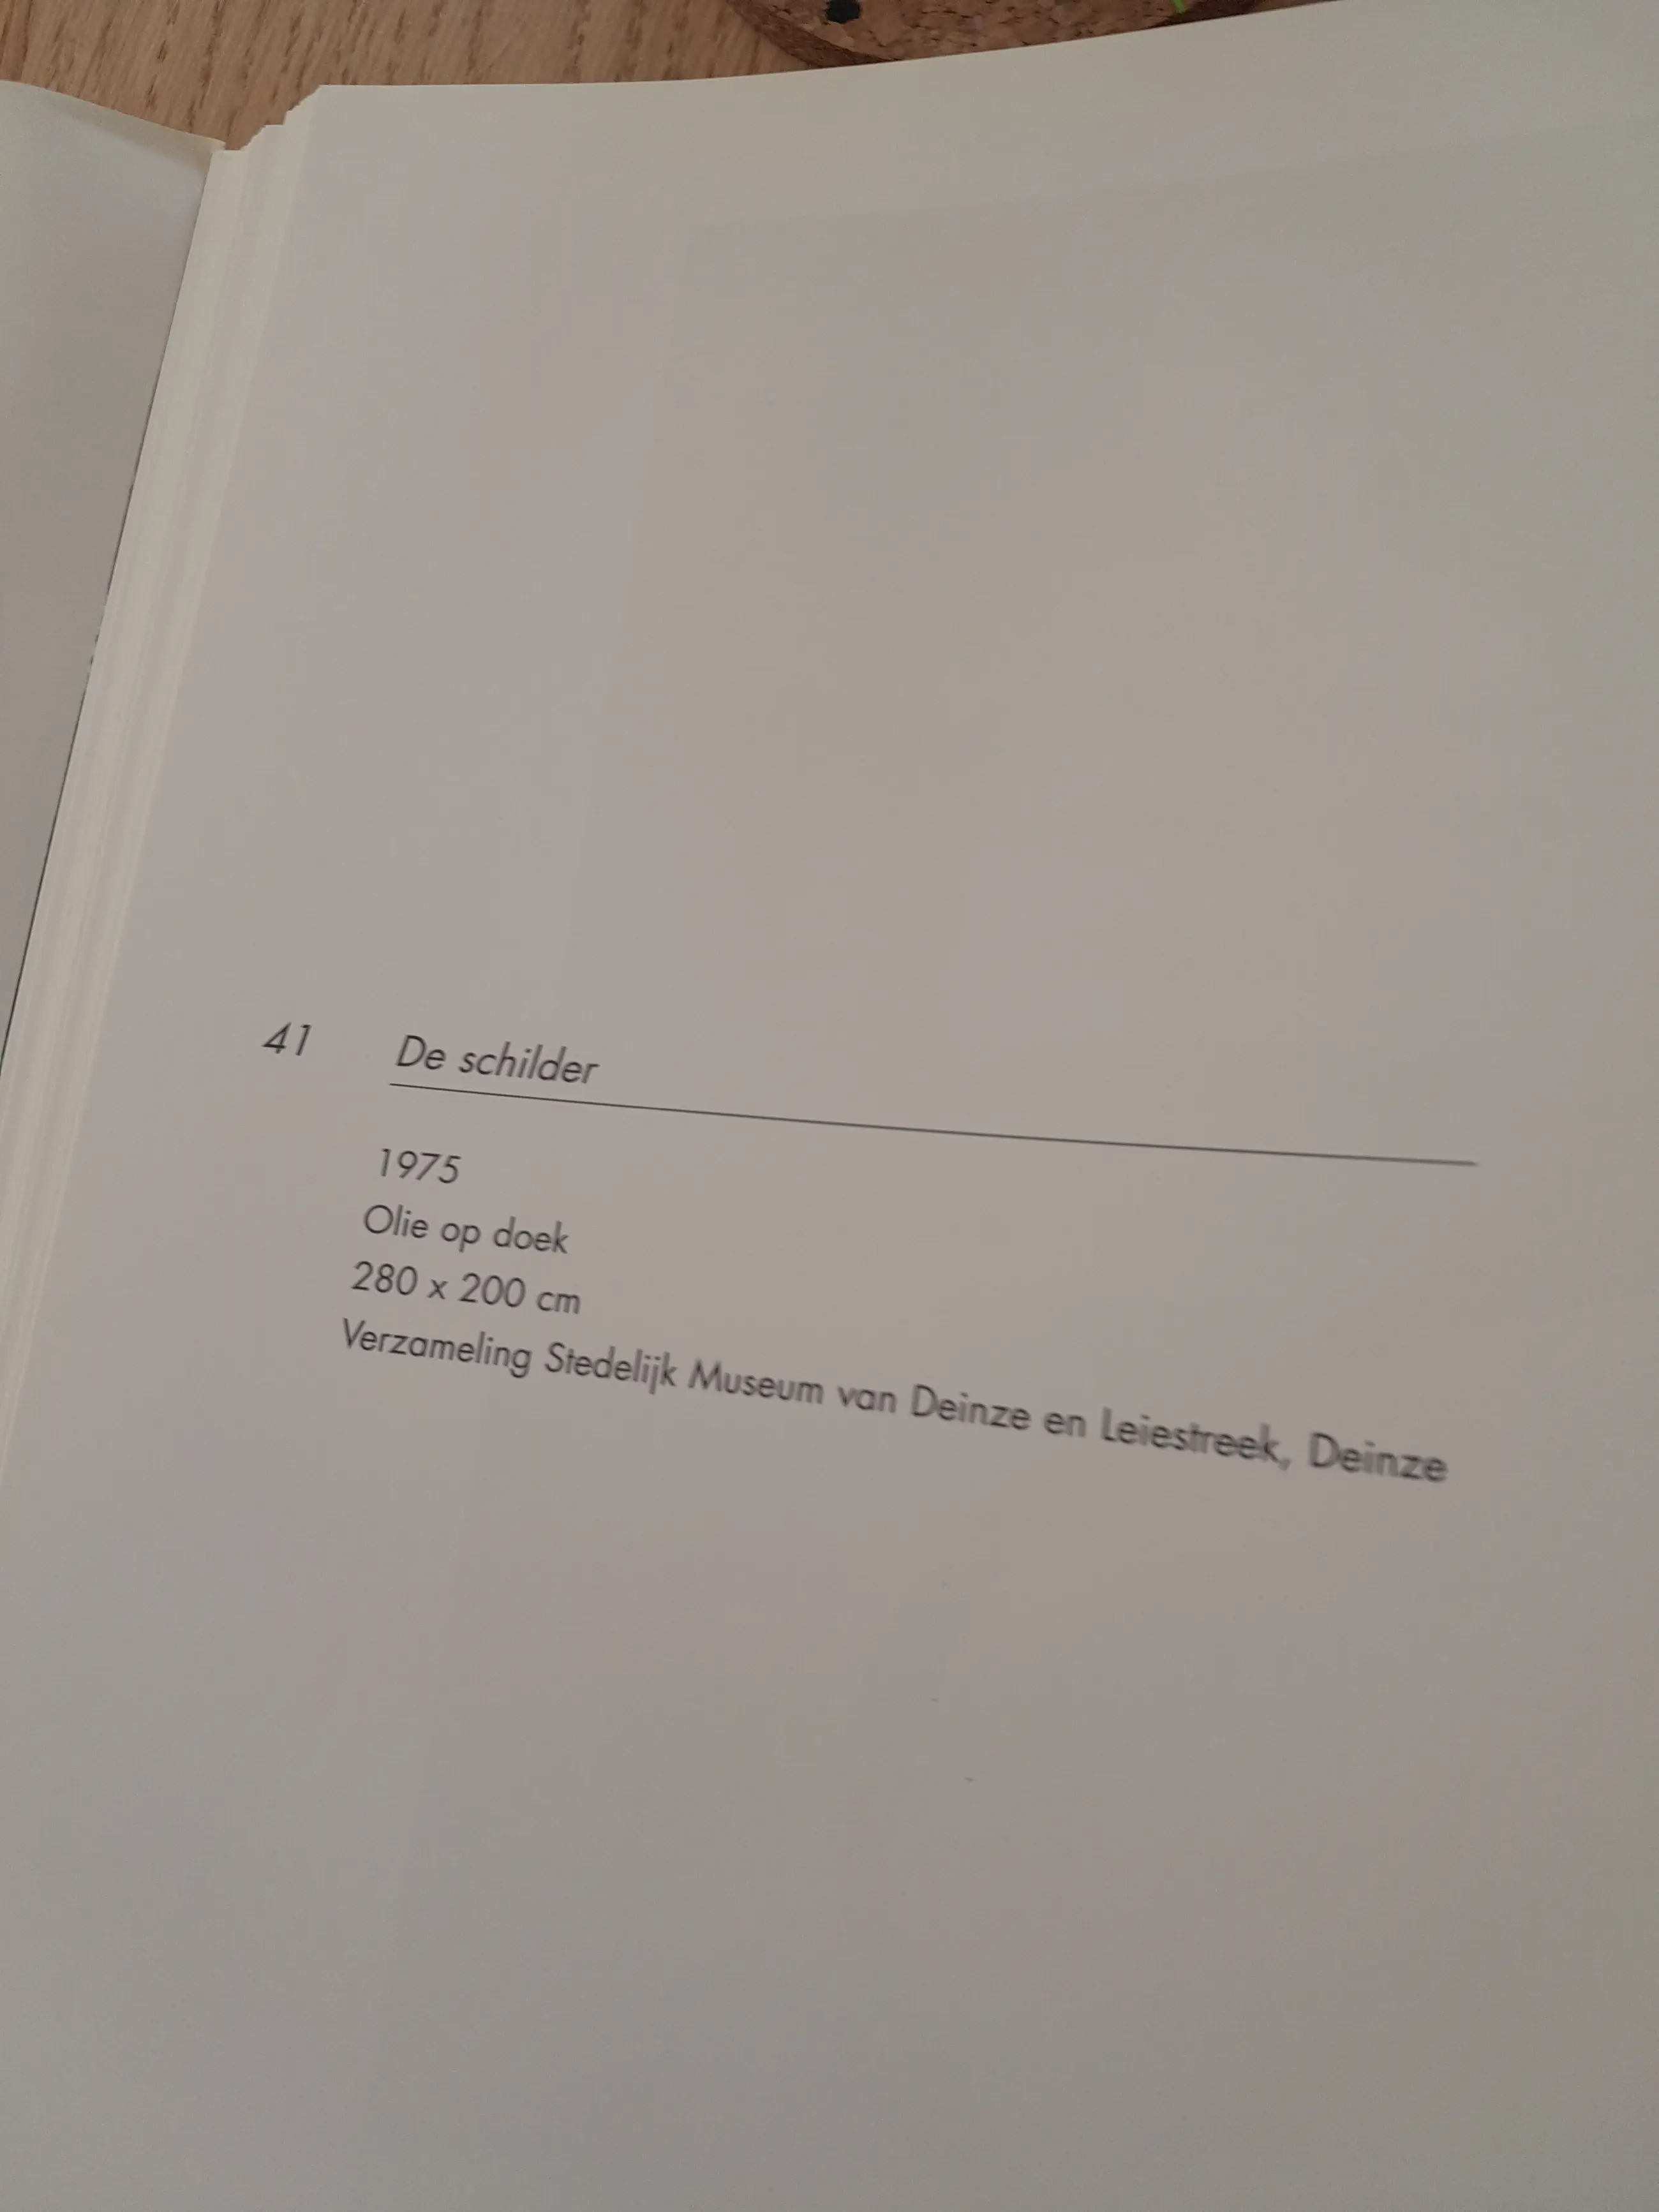 41 De schilder
1975
Olie op doek
280 x 200 cm
Verzameling Stedelijk Museum van Deinze en Leiestreek, Deinze